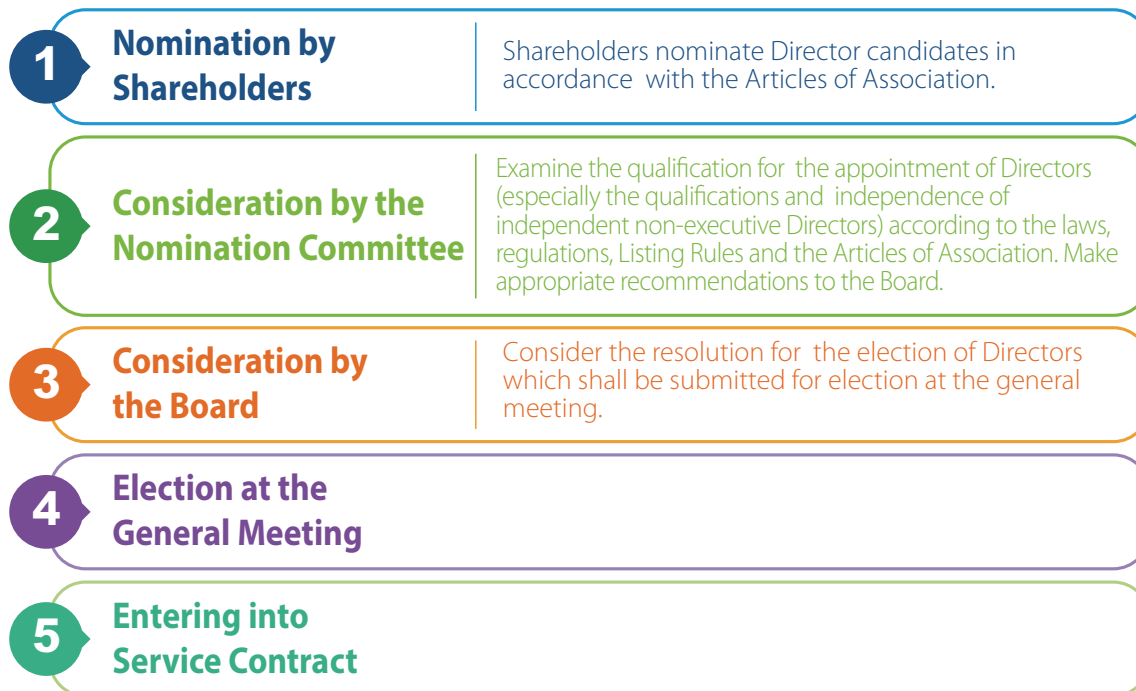 1
Nomination by
Shareholders
Shareholders nominate Director candidates in
accordance with the Articles of Association.
2
Consideration by the
Nomination Committee
Examine the qualification for the appointment of Directors
(especially the qualifications and independence of
independent non-executive Directors) according to the laws,
regulations, Listing Rules and the Articles of Association. Make
appropriate recommendations to the Board.
3
Consideration by
the Board
Consider the resolution for the election of Directors
which shall be submitted for election at the general
meeting.
4
Election at the
General Meeting
5
Entering into
Service Contract